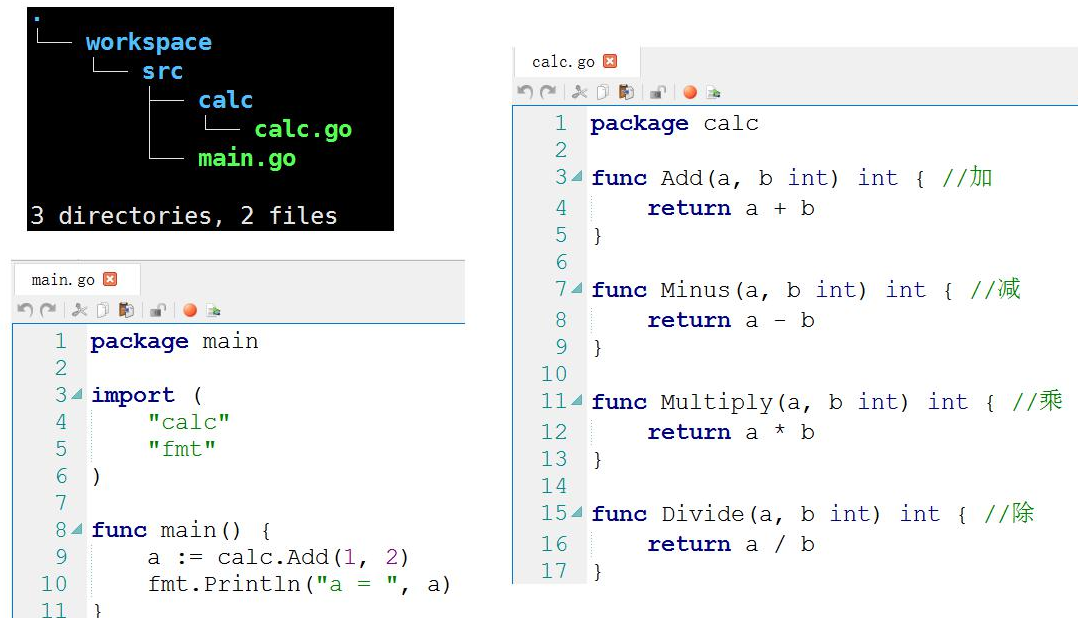 .
workspace
src
calc
calc.go
main.go
3 directories, 2 files
main.go
1 package main
2
3 import (
4 "calc"
5 "fmt"
6 )
7
8 func main() {
9 a := calc.Add(1, 2)
10 fmt.Println("a = ", a)
11 }
calc.go
1 package calc
2
3 func Add(a, b int) int { //加
4 return a + b
5 }
6
7 func Minus(a, b int) int { //减
8 return a - b
9 }
10
11 func Multiply(a, b int) int { //乘
12 return a * b
13 }
14
15 func Divide(a, b int) int { //除
16 return a / b
17 }